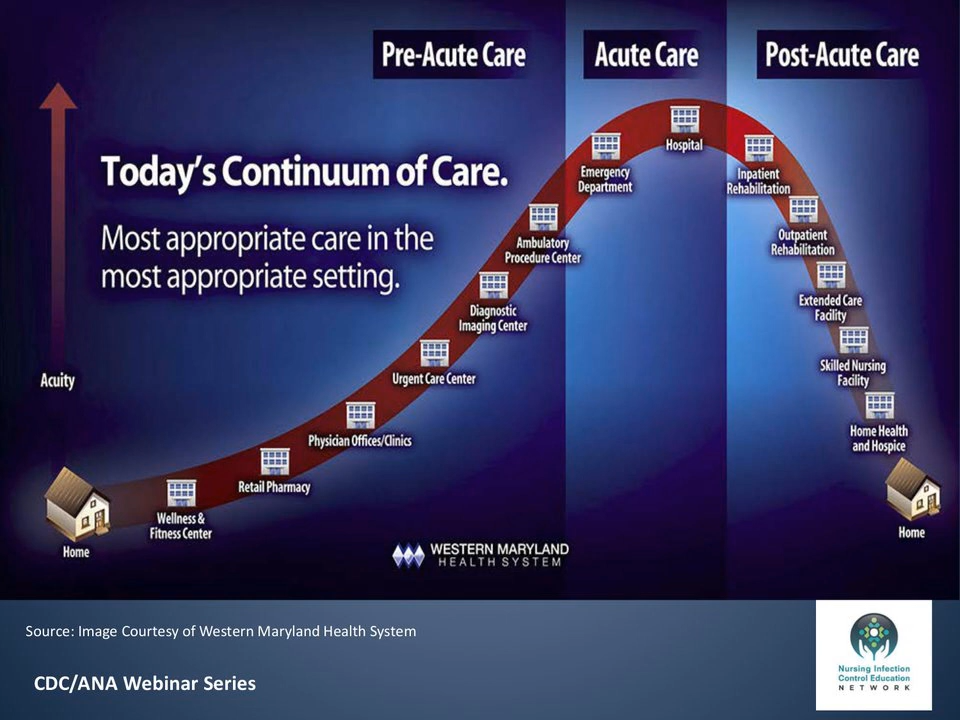 Pre-Acute Care
Acute Care
Post-Acute Care
Today's Continuum of Care.
Most appropriate care in the
most appropriate setting.
Acuity
Home
Wellness &
Fitness Center
Retail Pharmacy
Physician Offices/Clinics
Urgent Care Center
Diagnostic
Imaging Center
Ambulatory
Procedure Center
Emergency
Department
Hospital
Inpatient
Rehabilitation
Outpatient
Rehabilitation
Extended Care
Facility
Skilled Nursing
Facility
Home Health
and Hospice
Home
WESTERN MARYLAND
HEALTH SYSTEM
Source: Image Courtesy of Western Maryland Health System
CDC/ANA Webinar Series
Nursing Infection
Control Education
NETWORK